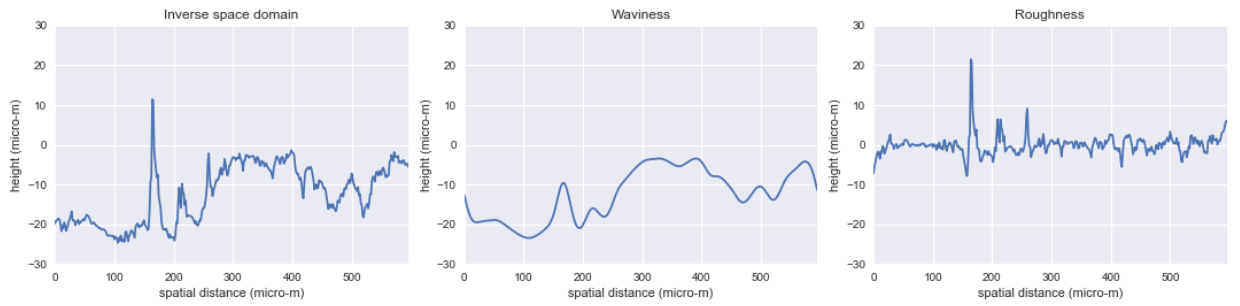 Inverse space domain
30
20
10
0
−10
−20
−30
height (micro-m)
0 100 200 300 400 500
spatial distance (micro-m)
Waviness
30
20
10
0
−10
−20
−30
height (micro-m)
0 100 200 300 400 500
spatial distance (micro-m)
Roughness
30
20
10
0
−10
−20
−30
height (micro-m)
0 100 200 300 400 500
spatial distance (micro-m)